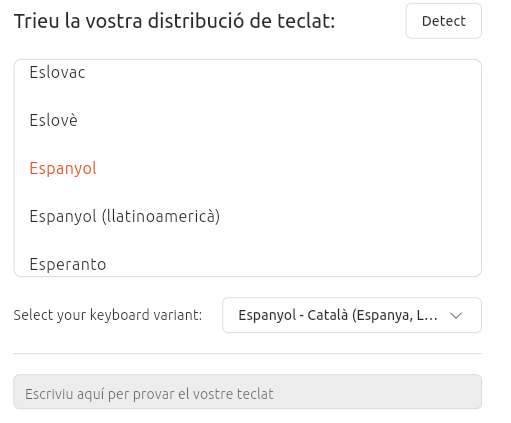 Trieu la vostra distribució de teclat:
Detect
Eslovac
Eslovè
Espanyol
Espanyol (llatinoamericà)
Esperanto
Select your keyboard variant:
Espanyol - Català (Espanya, L...
Escriviu aquí per provar el vostre teclat